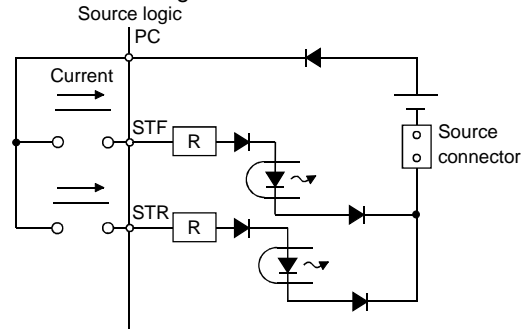 Source logic
PC
Current
STF
R
Source
connector
STR
R